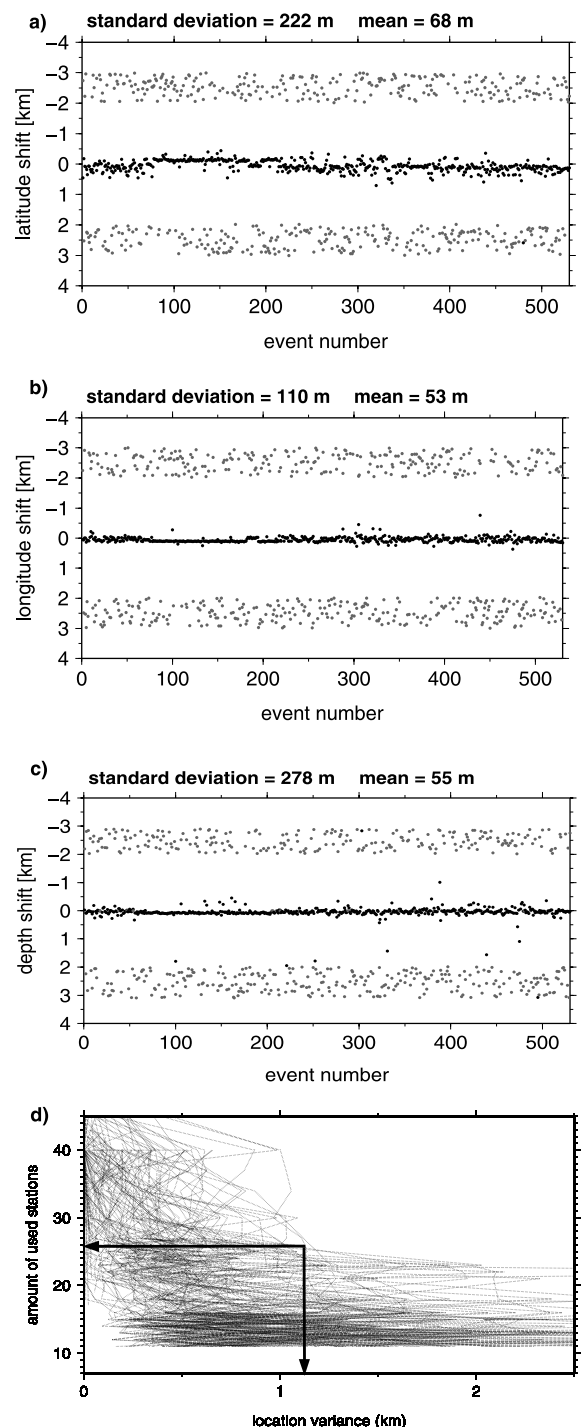 a)
standard deviation = 222 m mean = 68 m
−4
−3
−2
−1
0
1
2
3
4
latitude shift [km]
0 100 200 300 400 500
event number
b)
standard deviation = 110 m mean = 53 m
−4
−3
−2
−1
0
1
2
3
4
longitude shift [km]
0 100 200 300 400 500
event number
c)
standard deviation = 278 m mean = 55 m
−4
−3
−2
−1
0
1
2
3
4
depth shift [km]
0 100 200 300 400 500
event number
d)
40
30
20
10
amount of used stations
0 1 2
location variance (km)